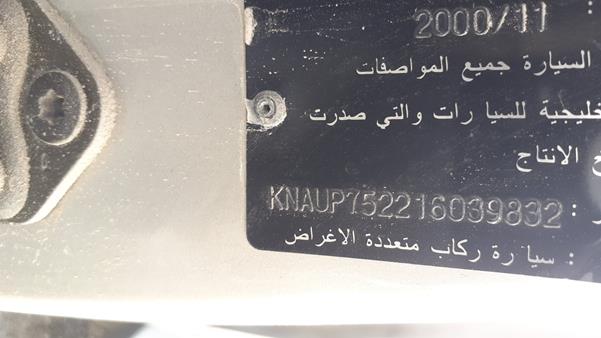 : 2000/11
السيارة جميع المواصفات
خليجية للسيارات والتي صدرت
الانتاج
: KNAUP752216039832
: سيارة ركاب متعددة الاغراض